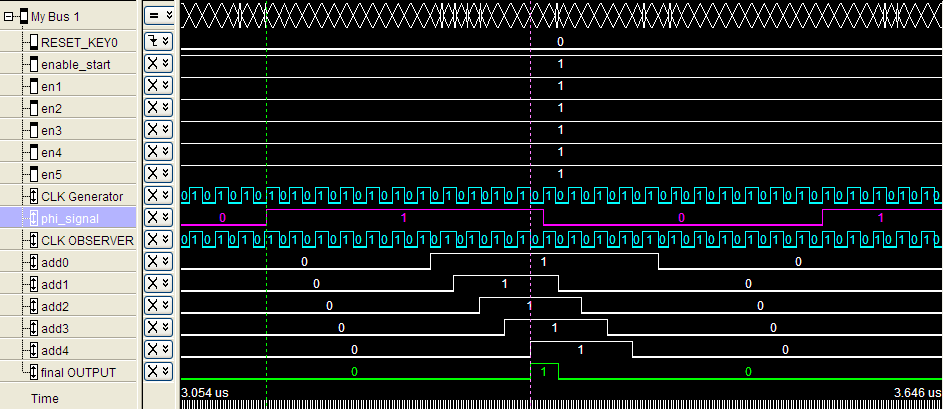 My Bus 1 =
RESET_KEY0 0
enable_start X 1
en1 X 1
en2 X 1
en3 X 1
en4 X 1
en5 X 1
CLK Generator X 0 1 0 1 0 1 0 1 0 1 0 1 0 1 0 1 0 1 0 1 0 1 0 1 0 1 0 1 0 1 0 1 0 1 0 1 0 1 0 1 0 1 0 1 0 1 0 1 0 1 0 1 0 1 0 1 0 1 0
phi_signal X 0 1 0 1
CLK OBSERVER X 0 1 0 1 0 1 0 1 0 1 0 1 0 1 0 1 0 1 0 1 0 1 0 1 0 1 0 1 0 1 0 1 0 1 0 1 0 1 0 1 0 1 0 1 0 1 0 1 0 1 0 1 0 1 0 1 0 1 0
add0 X 0 1 0
add1 X 0 1 0
add2 X 0 1 0
add3 X 0 1 0
add4 X 0 1 0
final OUTPUT X 0 1 0
Time 3.054 us 3.646 us